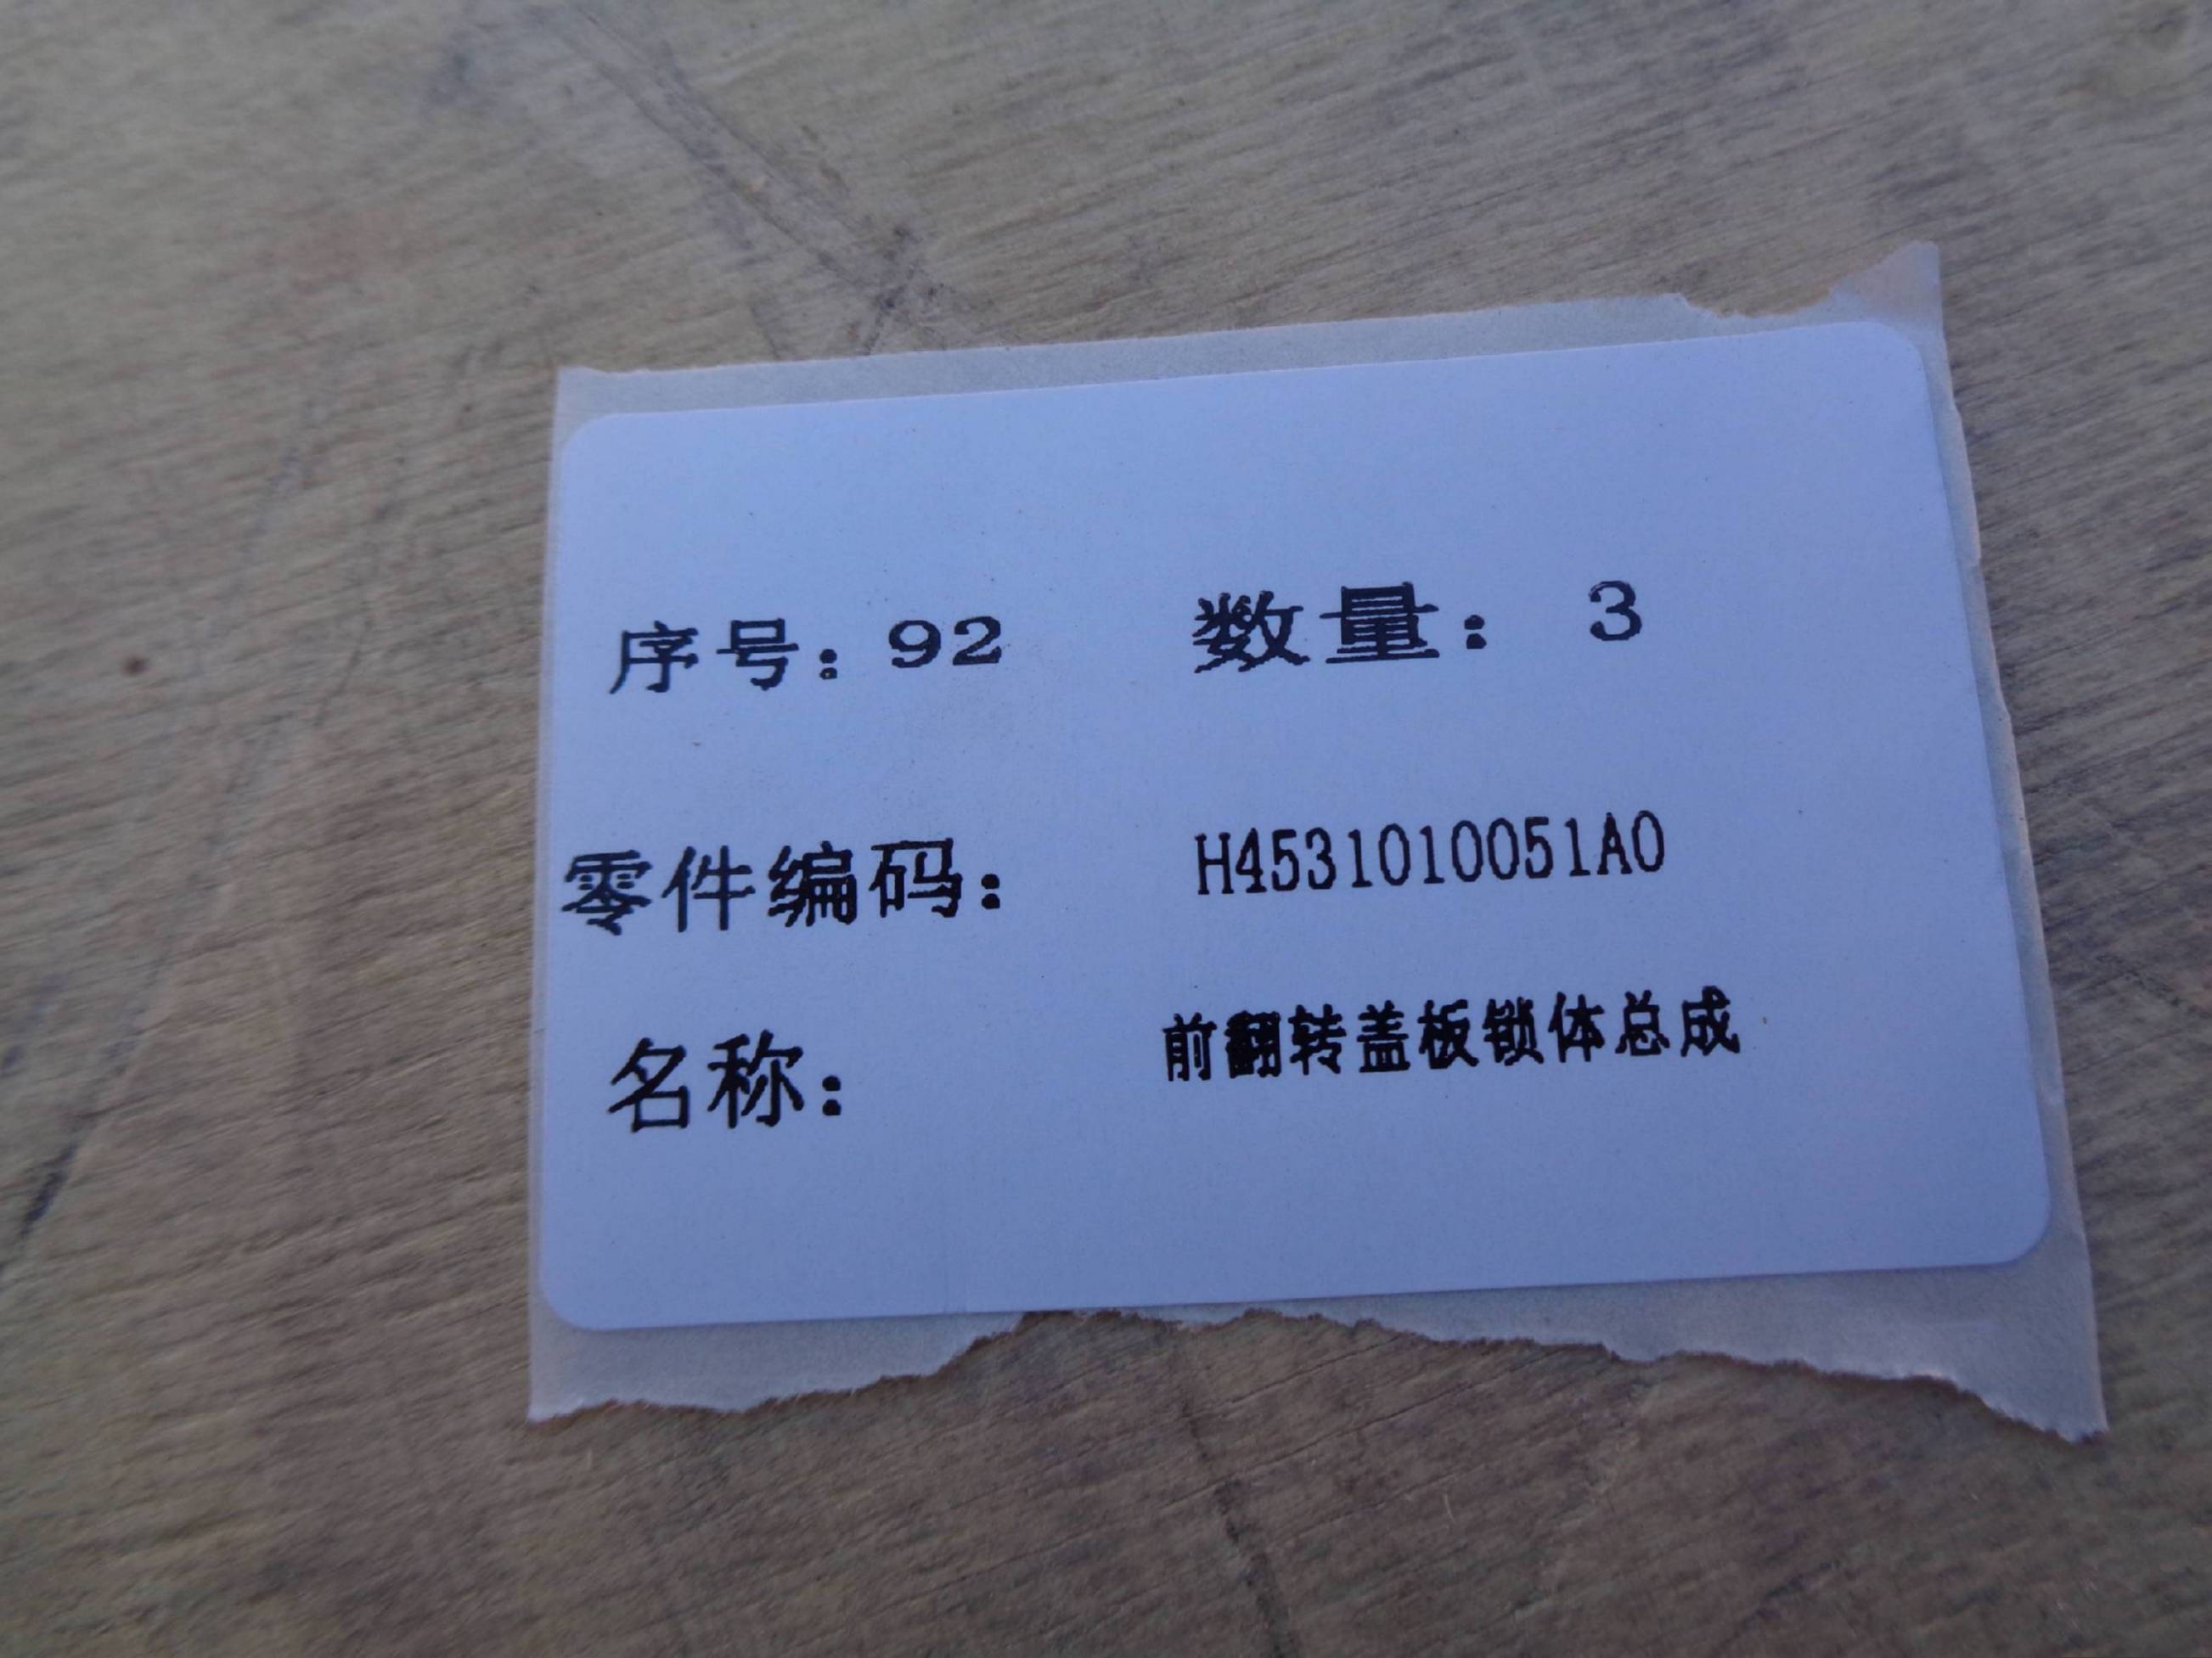 序号：92 数量： 3
零件编码： H4531010051A0
名称： 前翻转盖板锁体总成